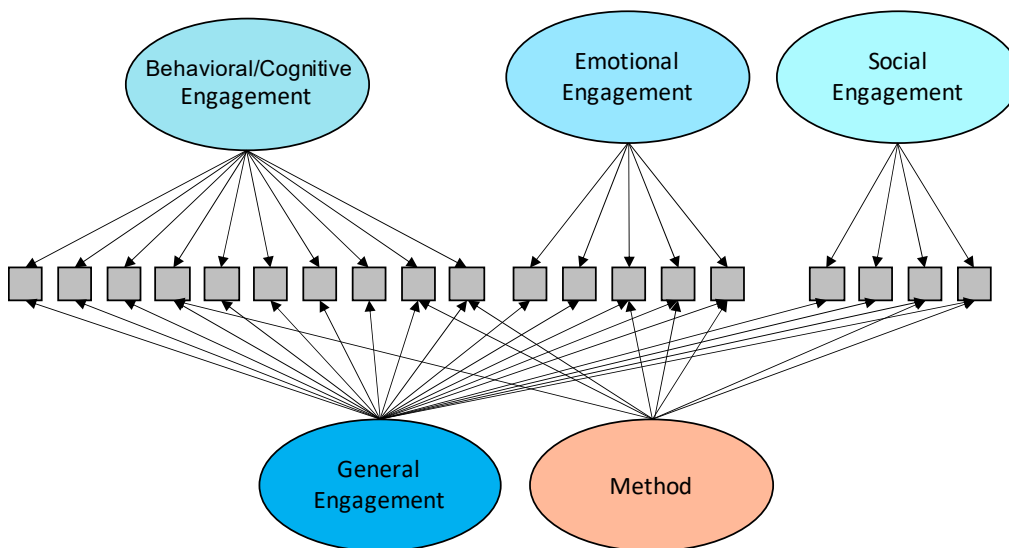 Behavioral/Cognitive
Engagement
Emotional
Engagement
Social
Engagement
General
Engagement
Method